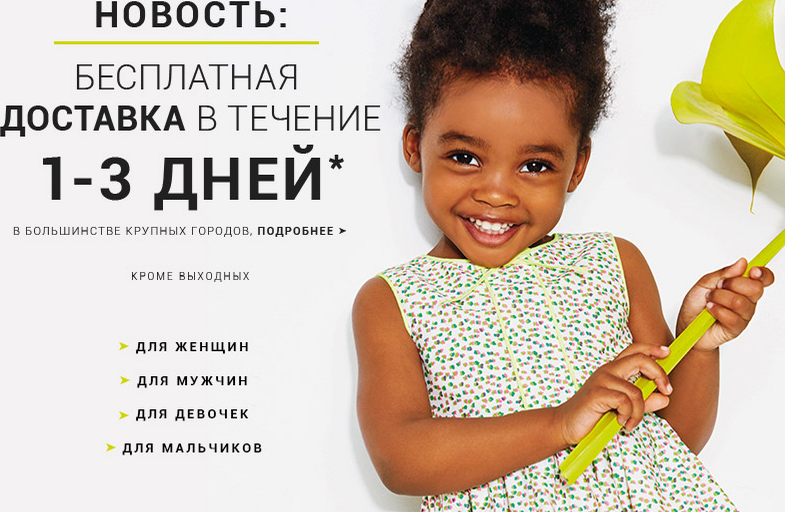 НОВОСТЬ:
БЕСПЛАТНАЯ
ДОСТАВКА В ТЕЧЕНИЕ
1-3 ДНЕЙ*
В БОЛЬШИНСТВЕ КРУПНЫХ ГОРОДОВ, ПОДРОБНЕЕ ➤
КРОМЕ ВЫХОДНЫХ
➤ ДЛЯ ЖЕНЩИН
➤ ДЛЯ МУЖЧИН
➤ ДЛЯ ДЕВОЧЕК
➤ ДЛЯ МАЛЬЧИКОВ